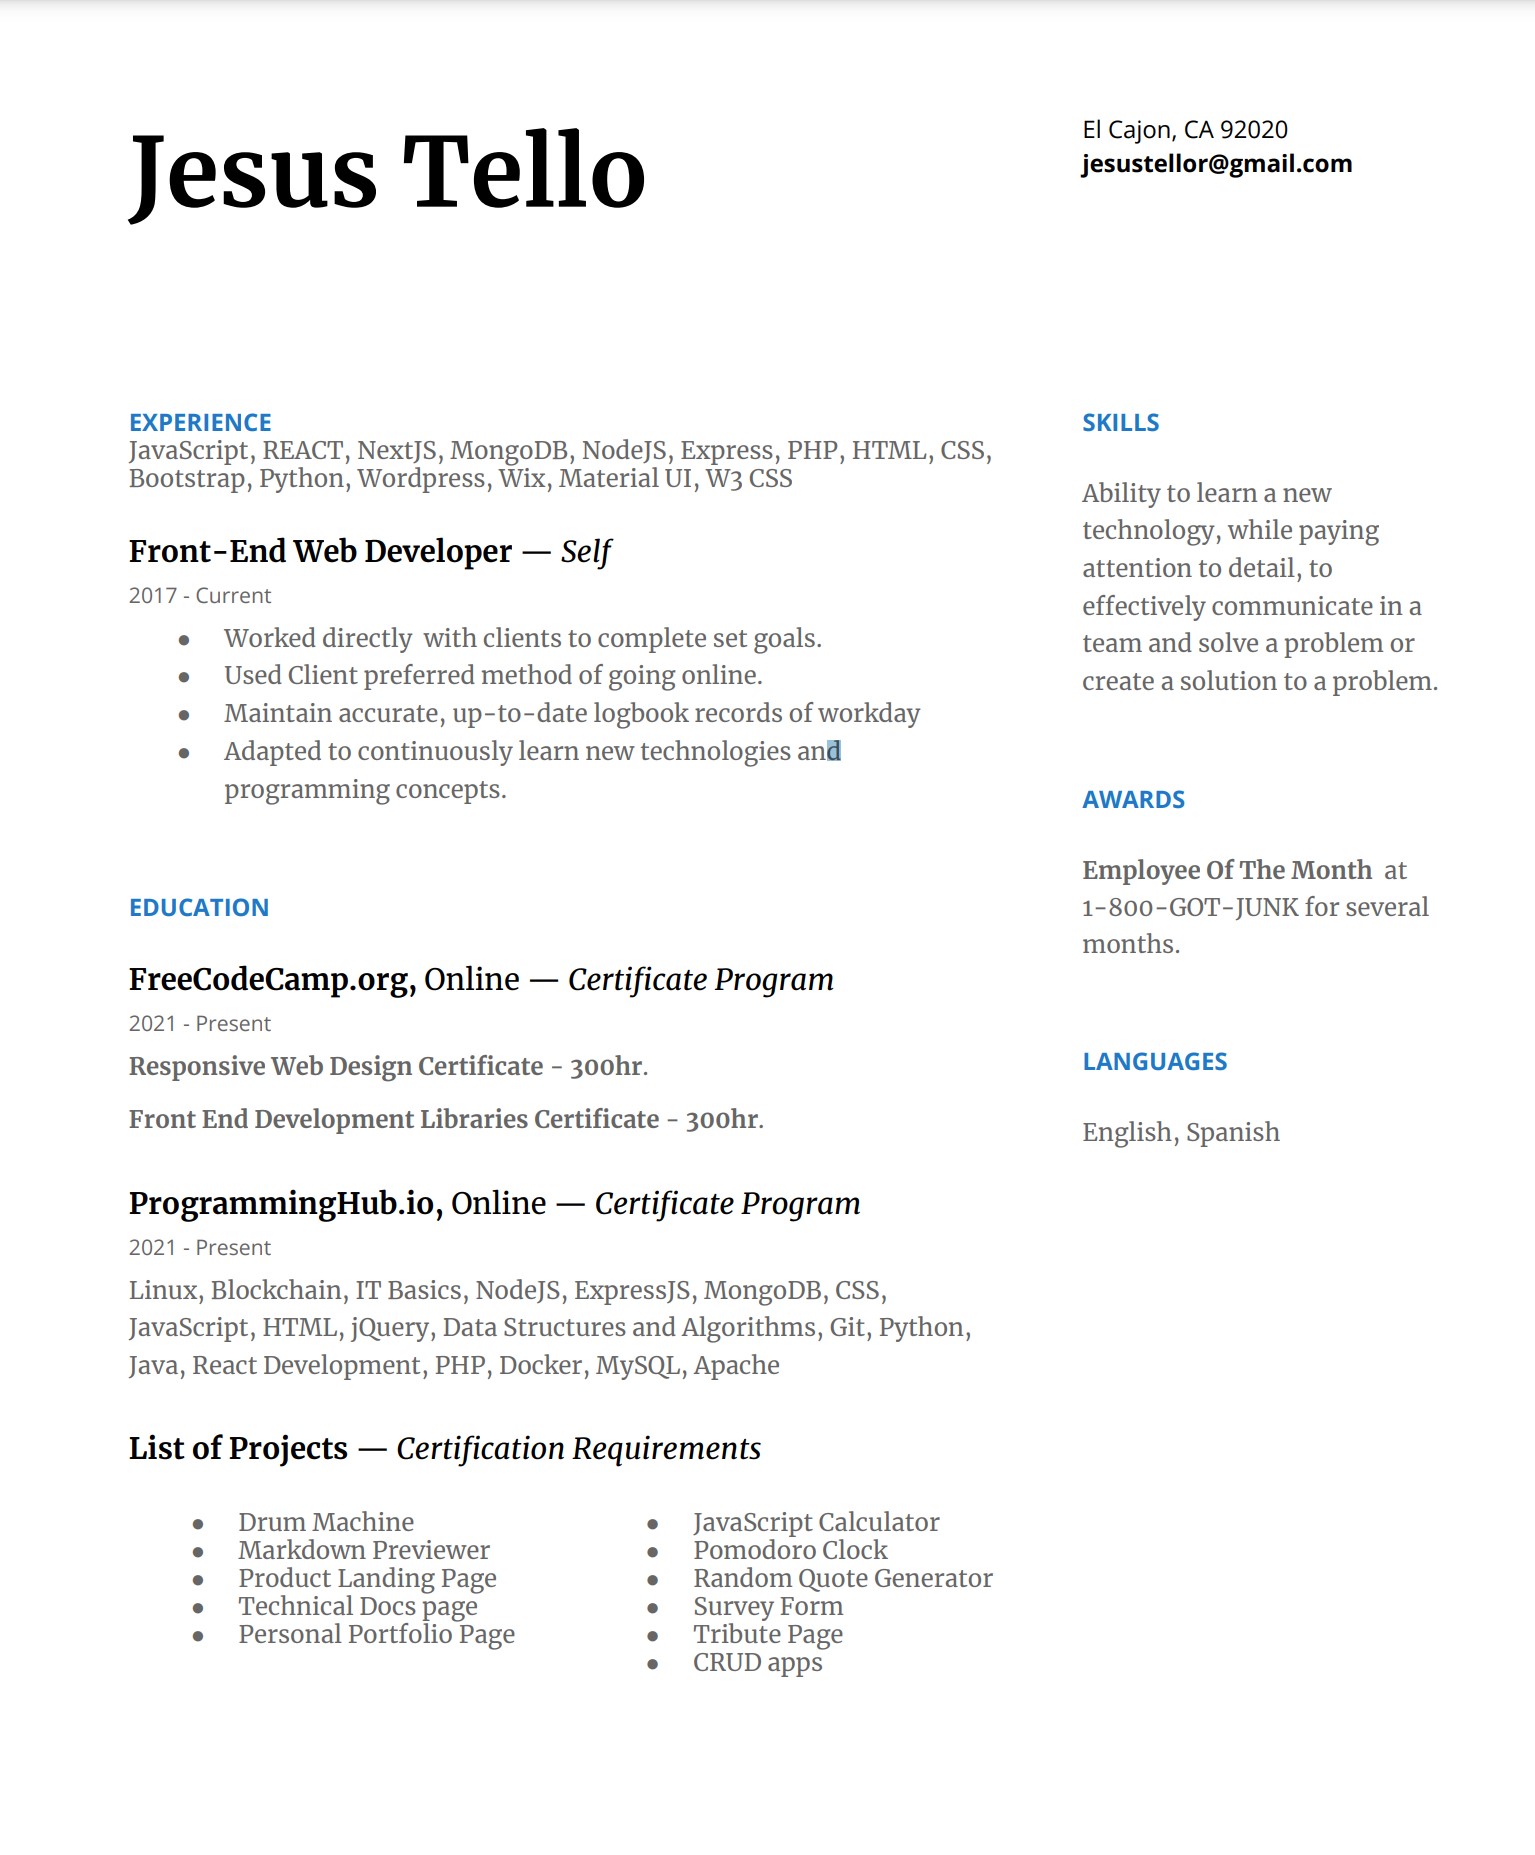 Jesus Tello
El Cajon, CA 92020
jesustellor@gmail.com
EXPERIENCE
JavaScript, REACT, NextJS, MongoDB, NodeJS, Express, PHP, HTML, CSS,
Bootstrap, Python, Wordpress, Wix, Material UI, W3 CSS
Front-End Web Developer — Self
2017 - Current
● Worked directly  with clients to complete set goals.
● Used Client preferred method of going online.
● Maintain accurate, up-to-date logbook records of workday
● Adapted to continuously learn new technologies and
programming concepts.
EDUCATION
FreeCodeCamp.org, Online — Certificate Program
2021 - Present
Responsive Web Design Certificate - 300hr.
Front End Development Libraries Certificate - 300hr.
ProgrammingHub.io, Online — Certificate Program
2021 - Present
Linux, Blockchain, IT Basics, NodeJS, ExpressJS, MongoDB, CSS,
JavaScript, HTML, jQuery, Data Structures and Algorithms, Git, Python,
Java, React Development, PHP, Docker, MySQL, Apache
List of Projects — Certification Requirements
● Drum Machine
● Markdown Previewer
● Product Landing Page
● Technical Docs page
● Personal Portfolio Page
● JavaScript Calculator
● Pomodoro Clock
● Random Quote Generator
● Survey Form
● Tribute Page
● CRUD apps
SKILLS
Ability to learn a new
technology, while paying
attention to detail, to
effectively communicate in a
team and solve a problem or
create a solution to a problem.
AWARDS
Employee Of The Month  at
1-800-GOT-JUNK for several
months.
LANGUAGES
English, Spanish